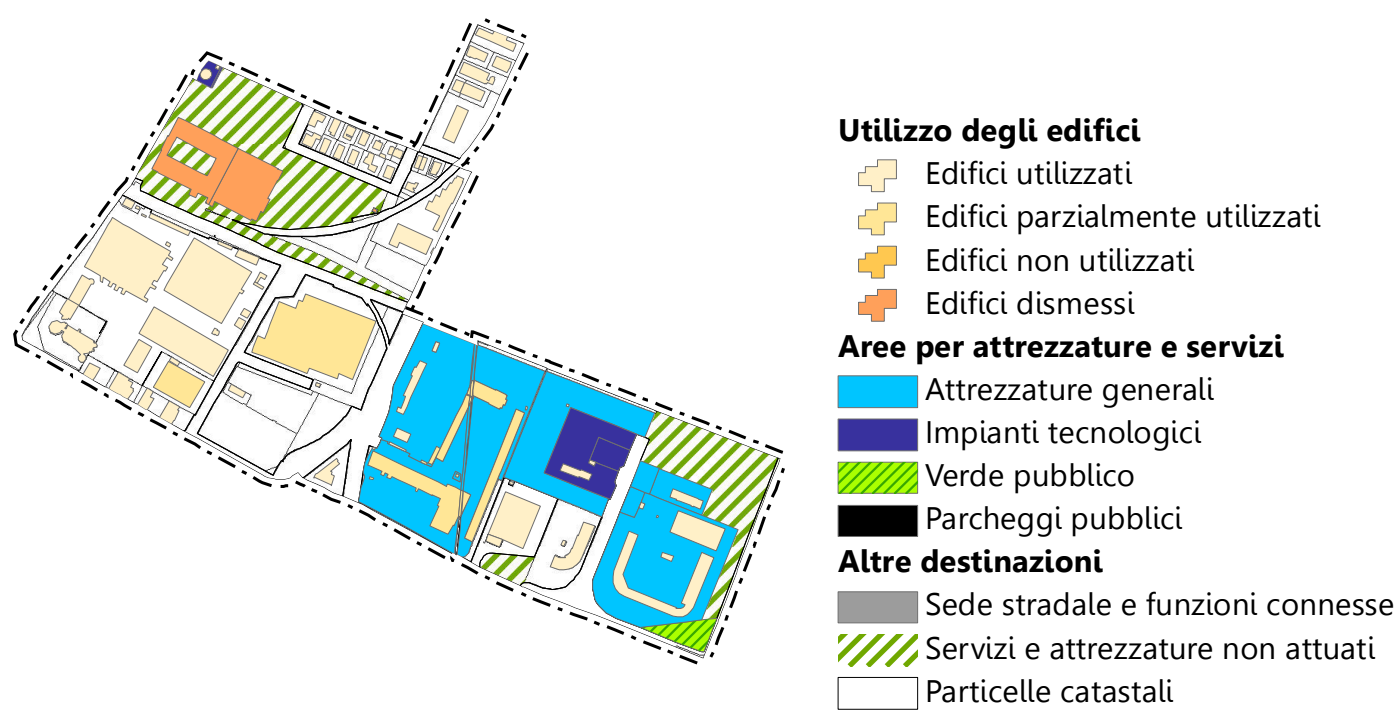 Utilizzo degli edifici
Edifici utilizzati
Edifici parzialmente utilizzati
Edifici non utilizzati
Edifici dismessi
Aree per attrezzature e servizi
Attrezzature generali
Impianti tecnologici
Verde pubblico
Parcheggi pubblici
Altre destinazioni
Sede stradale e funzioni connesse
Servizi e attrezzature non attuati
Particelle catastali